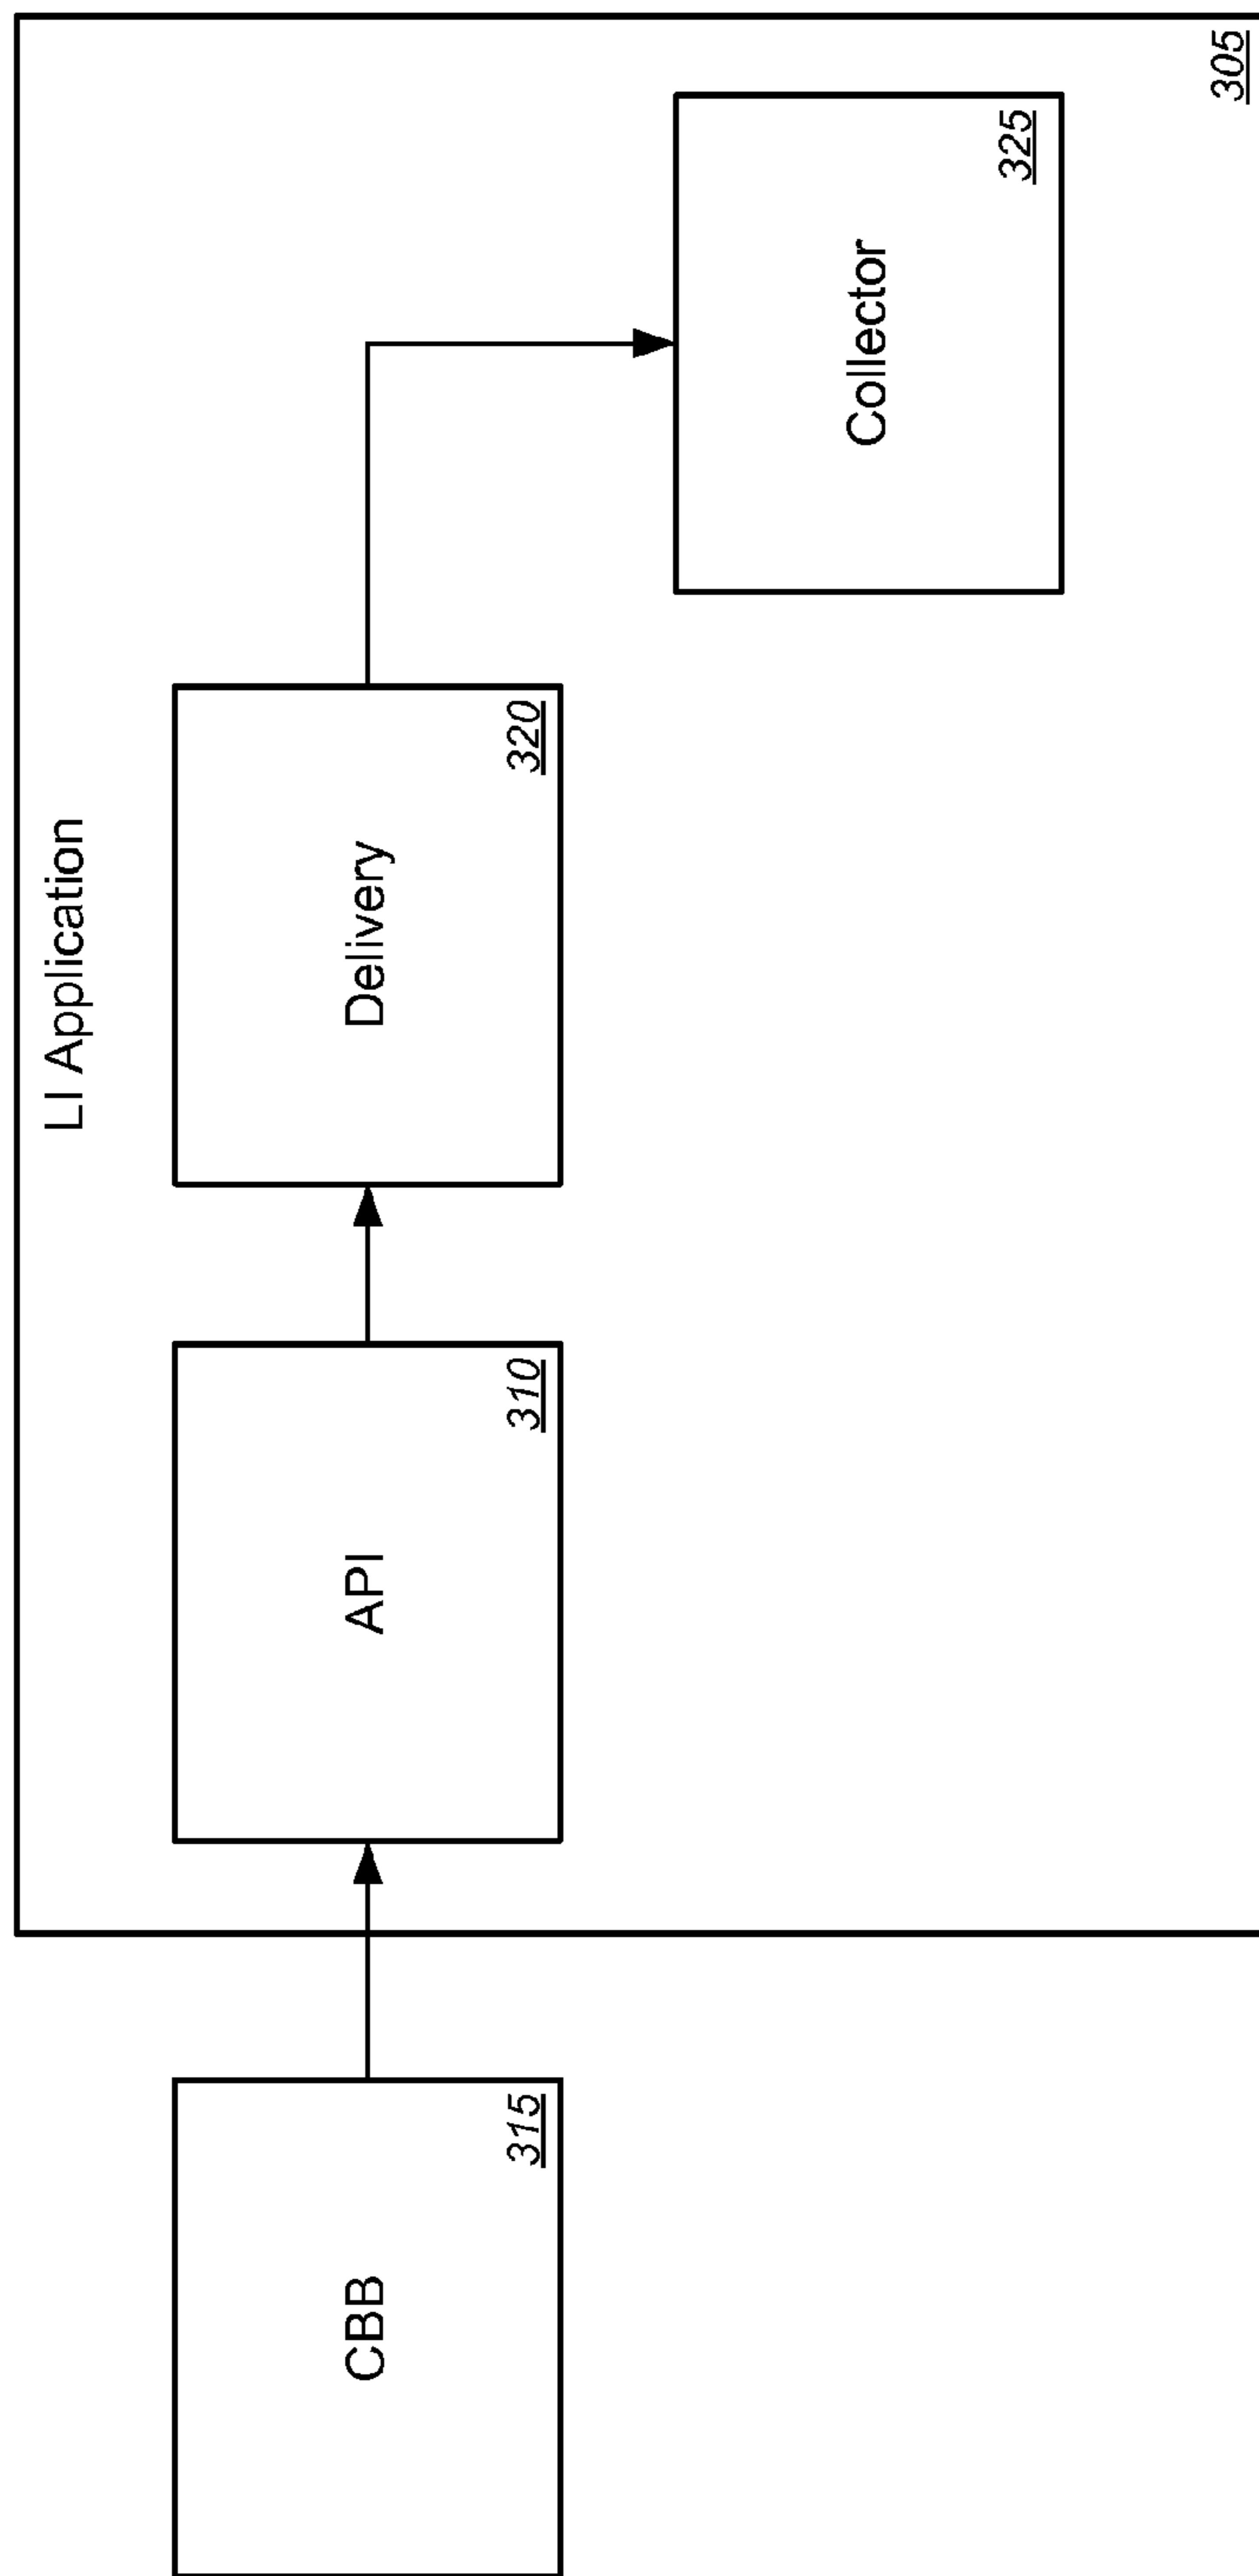 LI Application
CBB
315
API
310
Delivery
320
Collector
325
305